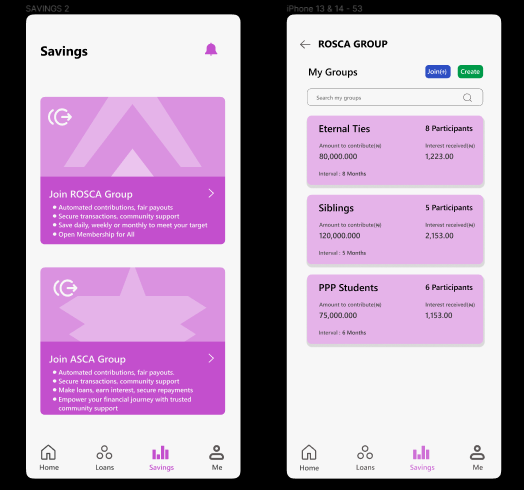 SAVINGS 2
Savings
Join ROSCA Group
Automated contributions, fair payouts
Secure transactions, community support
Save daily, weekly or monthly to meet your target
Open Membership for All
Join ASCA Group
Automated contributions, fair payouts.
Secure transactions, community support
Make loans, earn interest, secure repayments
Empower your financial journey with trusted
community support
Home Loans Savings Me
iPhone 13 & 14 - 53
ROSCA GROUP
My Groups Join(+) Create
Search my groups
Eternal Ties 8 Participants
Amount to contribute(₦) Interest received(₦)
80,000.000 1,223.00
Interval : 8 Months
Siblings 5 Participants
Amount to contribute(₦) Interest received(₦)
120,000.000 2,153.00
Interval : 5 Months
PPP Students 6 Participants
Amount to contribute(₦) Interest received(₦)
75,000.000 1,153.00
Interval : 6 Months
Home Loans Savings Me